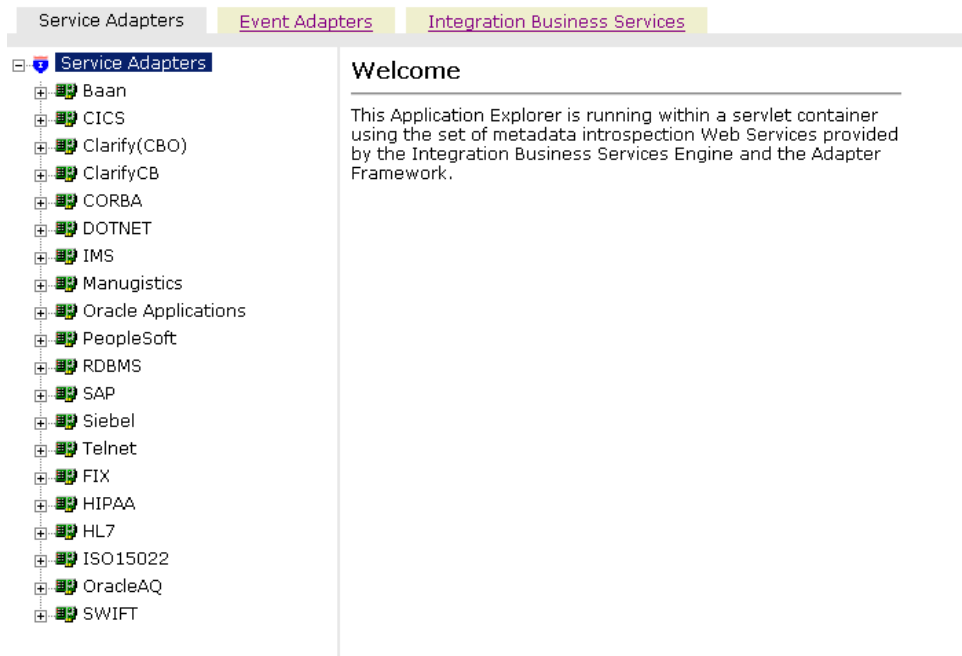 Service Adapters
Event Adapters
Integration Business Services
Service Adapters
Baan
CICS
Clarify(CBO)
ClarifyCB
CORBA
DOTNET
IMS
Manugistics
Oracle Applications
PeopleSoft
RDBMS
SAP
Siebel
Telnet
FIX
HIPAA
HL7
ISO15022
OracleAQ
SWIFT
Welcome
This Application Explorer is running within a servlet container
using the set of metadata introspection Web Services provided
by the Integration Business Services Engine and the Adapter
Framework.